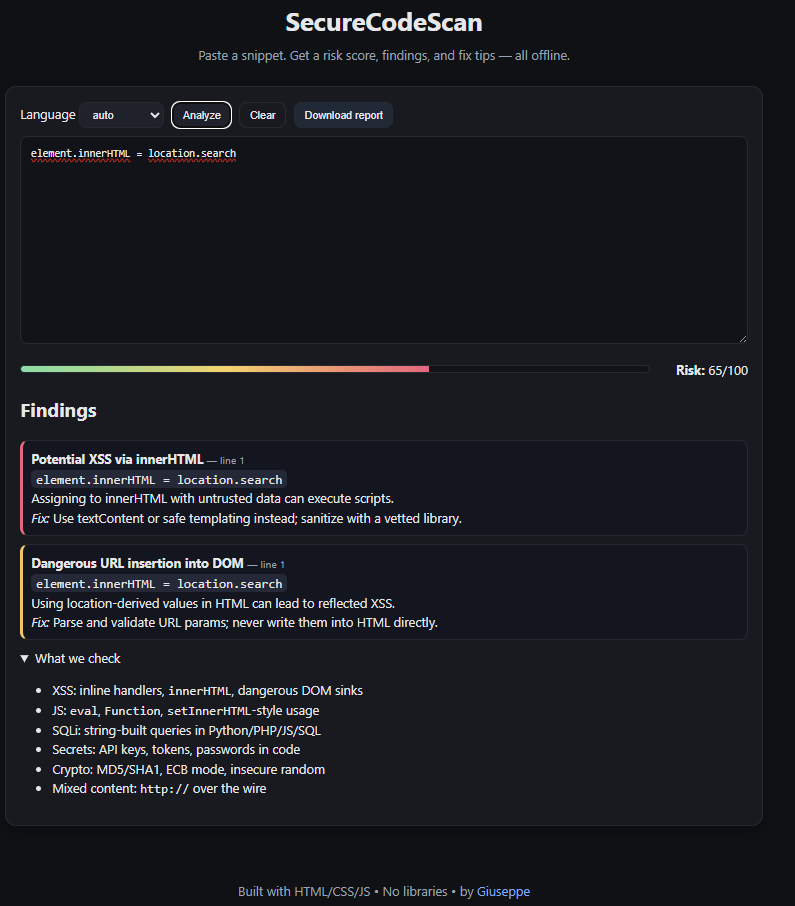 SecureCodeScan
Paste a snippet. Get a risk score, findings, and fix tips — all offline.
Language auto Analyze Clear Download report
element.innerHTML = location.search
Risk: 65/100
Findings
Potential XSS via innerHTML — line 1
element.innerHTML = location.search
Assigning to innerHTML with untrusted data can execute scripts.
Fix: Use textContent or safe templating instead; sanitize with a vetted library.
Dangerous URL insertion into DOM — line 1
element.innerHTML = location.search
Using location-derived values in HTML can lead to reflected XSS.
Fix: Parse and validate URL params; never write them into HTML directly.
▼ What we check
• XSS: inline handlers, innerHTML, dangerous DOM sinks
• JS: eval, Function, setInnerHTML-style usage
• SQLi: string-built queries in Python/PHP/JS/SQL
• Secrets: API keys, tokens, passwords in code
• Crypto: MD5/SHA1, ECB mode, insecure random
• Mixed content: http:// over the wire
Built with HTML/CSS/JS • No libraries • by Giuseppe